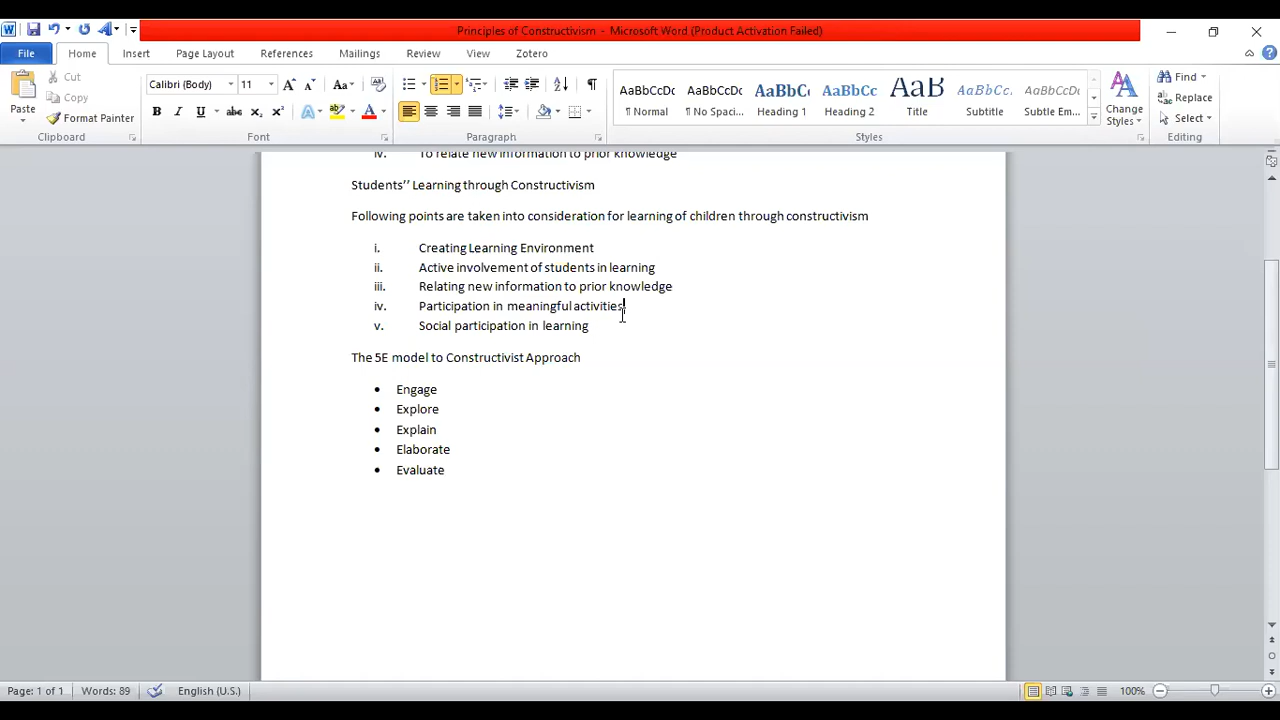 Principles of Constructivism - Microsoft Word (Product Activation Failed)
File Home Insert Page Layout References Mailings Review View Zotero
Paste
Cut
Copy
Format Painter
Clipboard
Calibri (Body) 11
Font
Paragraph
AaBbCcDc AaBbCcDc AaBbC AaBbCc AaB AaBbCcDd AaBbCcDc
¶ Normal ¶ No Spaci... Heading 1 Heading 2 Title Subtitle Subtle Em...
Styles
Change
Styles
Find
Replace
Select
Editing
iv. To relate new information to prior knowledge
Students’’ Learning through Constructivism
Following points are taken into consideration for learning of children through constructivism
i. Creating Learning Environment
ii. Active involvement of students in learning
iii. Relating new information to prior knowledge
iv. Participation in meaningful activities
v. Social participation in learning
The 5E model to Constructivist Approach
• Engage
• Explore
• Explain
• Elaborate
• Evaluate
Page: 1 of 1 Words: 89 English (U.S.) 100%